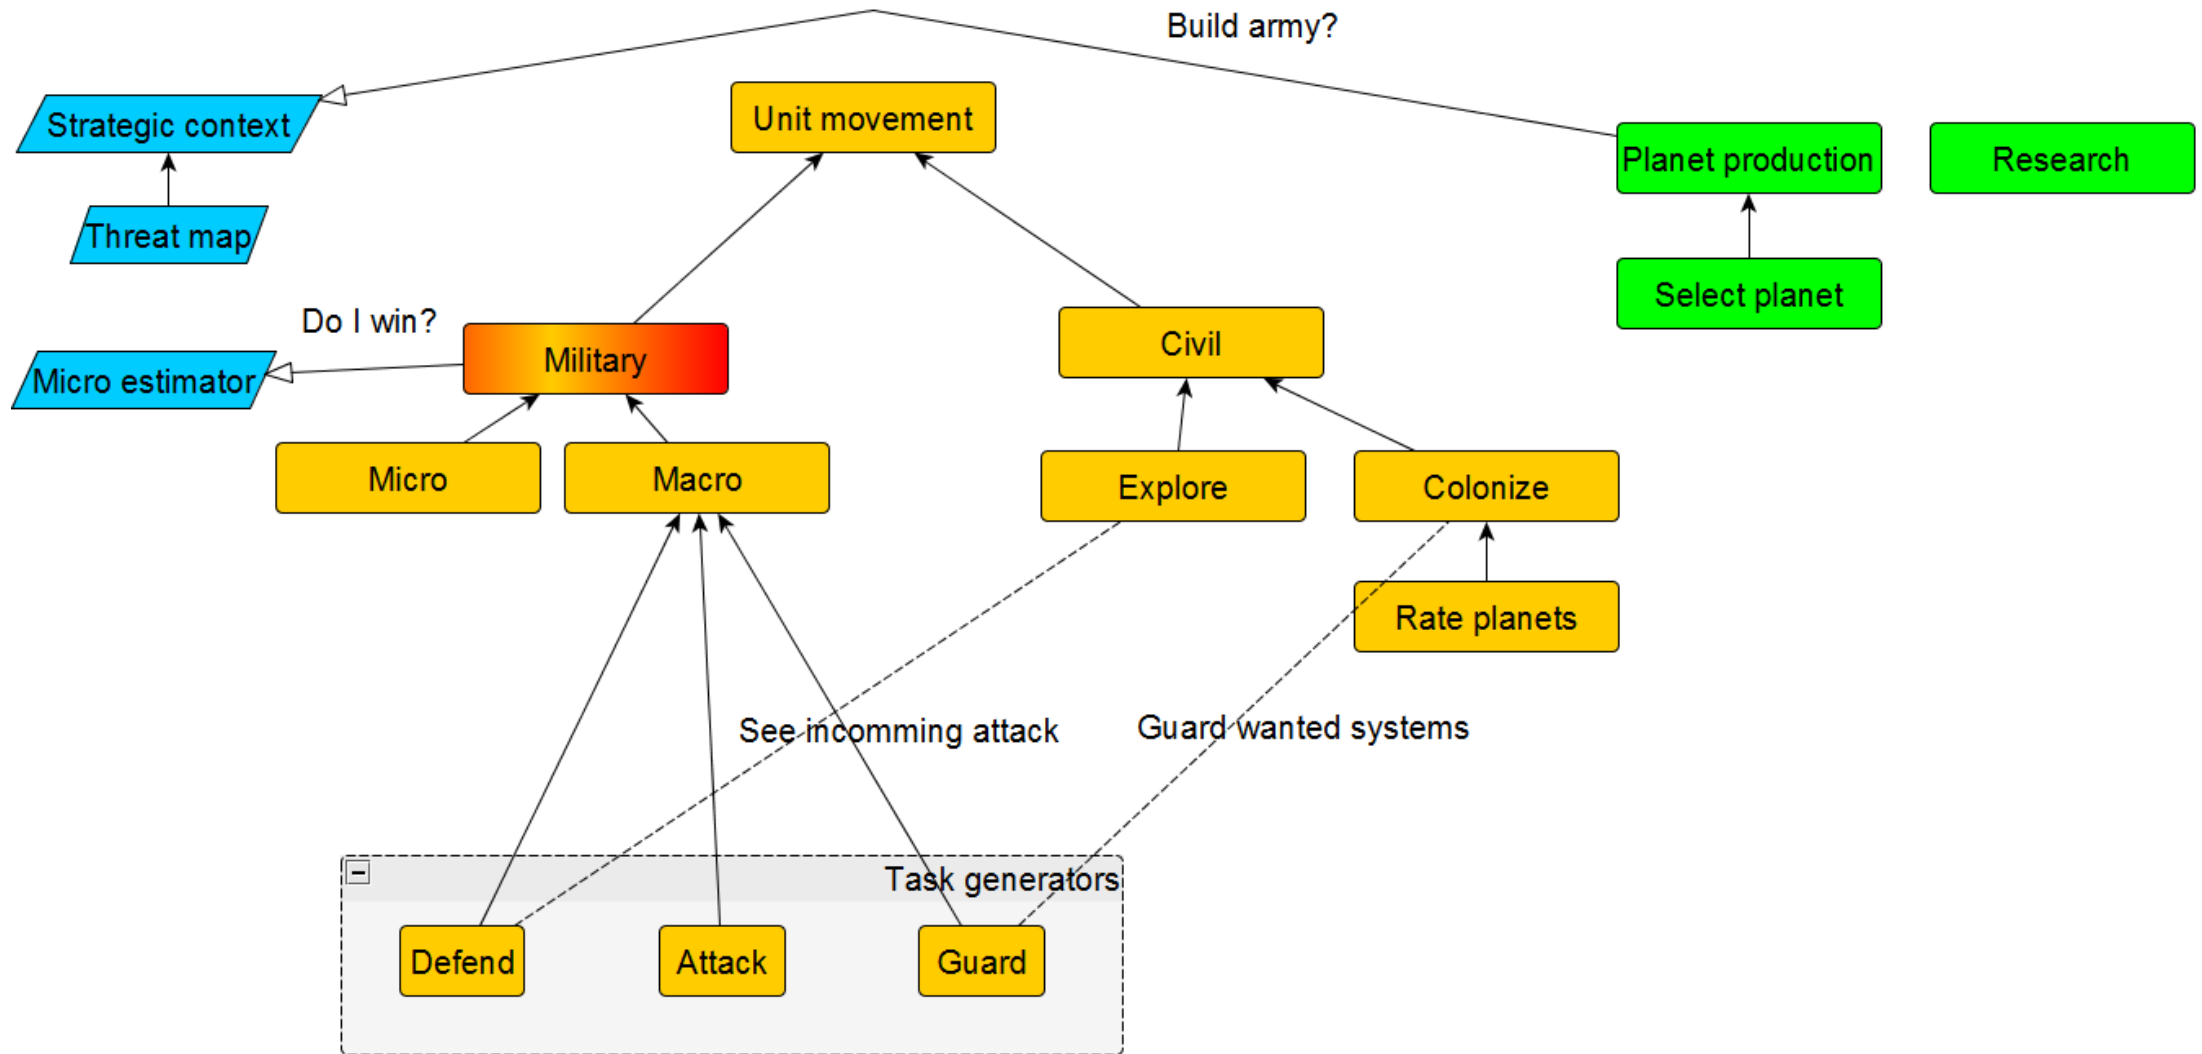 Build army?
Strategic context
Unit movement
Planet production
Research
Threat map
Select planet
Do I win?
Micro estimator
Military
Civil
Micro
Macro
Explore
Colonize
Rate planets
See incomming attack
Guard wanted systems
Task generators
Defend
Attack
Guard